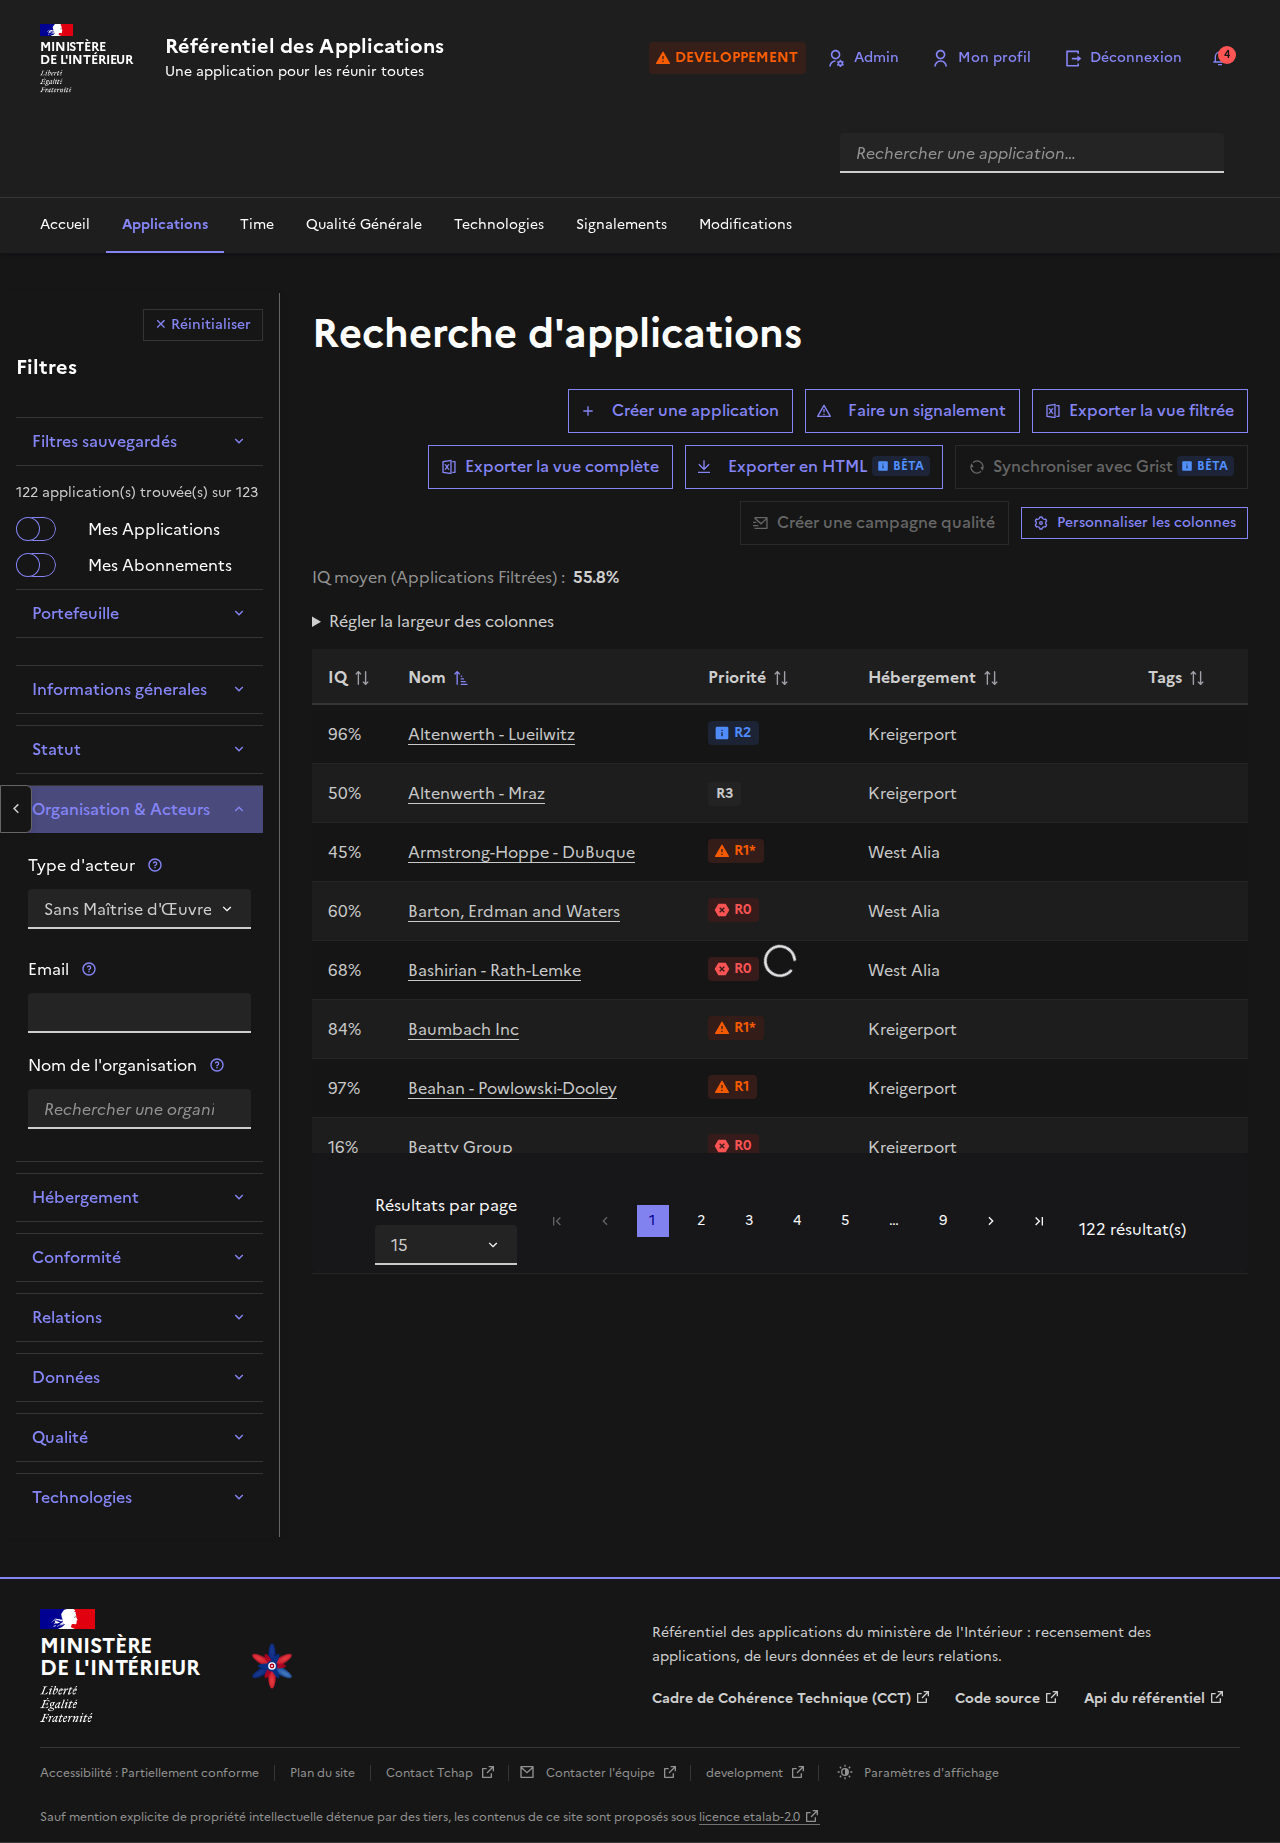 MINISTÈRE
DE L'INTÉRIEUR
Liberté
Égalité
Fraternité
Référentiel des Applications
Une application pour les réunir toutes
DEVELOPPEMENT
Admin
Mon profil
Déconnexion
4
Rechercher une application…
Accueil
Applications
Time
Qualité Générale
Technologies
Signalements
Modifications
Réinitialiser
Filtres
Filtres sauvegardés
122 application(s) trouvée(s) sur 123
Mes Applications
Mes Abonnements
Portefeuille
Informations génerales
Statut
Organisation & Acteurs
Type d'acteur
Sans Maîtrise d'Œuvre
Email
Nom de l'organisation
Rechercher une organi
Hébergement
Conformité
Relations
Données
Qualité
Technologies
Recherche d'applications
Créer une application
Faire un signalement
Exporter la vue filtrée
Exporter la vue complète
Exporter en HTML BÊTA
Synchroniser avec Grist BÊTA
Créer une campagne qualité
Personnaliser les colonnes
IQ moyen (Applications Filtrées) : 55.8%
Régler la largeur des colonnes
IQ Nom Priorité Hébergement Tags
96% Altenwerth - Lueilwitz R2 Kreigerport
50% Altenwerth - Mraz R3 Kreigerport
45% Armstrong-Hoppe - DuBuque R1* West Alia
60% Barton, Erdman and Waters R0 West Alia
68% Bashirian - Rath-Lemke R0 West Alia
84% Baumbach Inc R1* Kreigerport
97% Beahan - Powlowski-Dooley R1 Kreigerport
16% Beatty Group R0 Kreigerport
Résultats par page
15
1 2 3 4 5 … 9
122 résultat(s)
MINISTÈRE
DE L'INTÉRIEUR
Liberté
Égalité
Fraternité
Référentiel des applications du ministère de l'Intérieur : recensement des
applications, de leurs données et de leurs relations.
Cadre de Cohérence Technique (CCT)
Code source
Api du référentiel
Accessibilité : Partiellement conforme
Plan du site
Contact Tchap
Contacter l'équipe
development
Paramètres d'affichage
Sauf mention explicite de propriété intellectuelle détenue par des tiers, les contenus de ce site sont proposés sous licence etalab-2.0